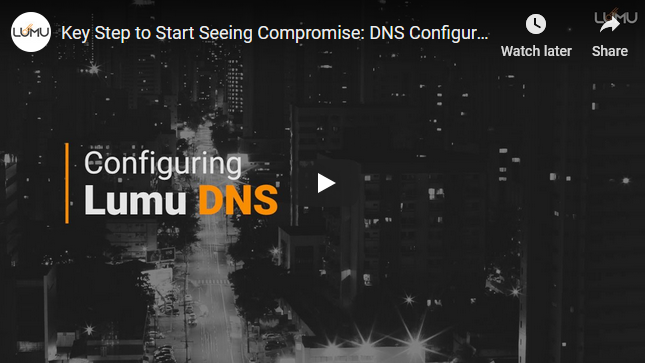 LUMU
Key Step to Start Seeing Compromise: DNS Configur...
Watch later
Share
LUMU
Configuring
Lumu DNS